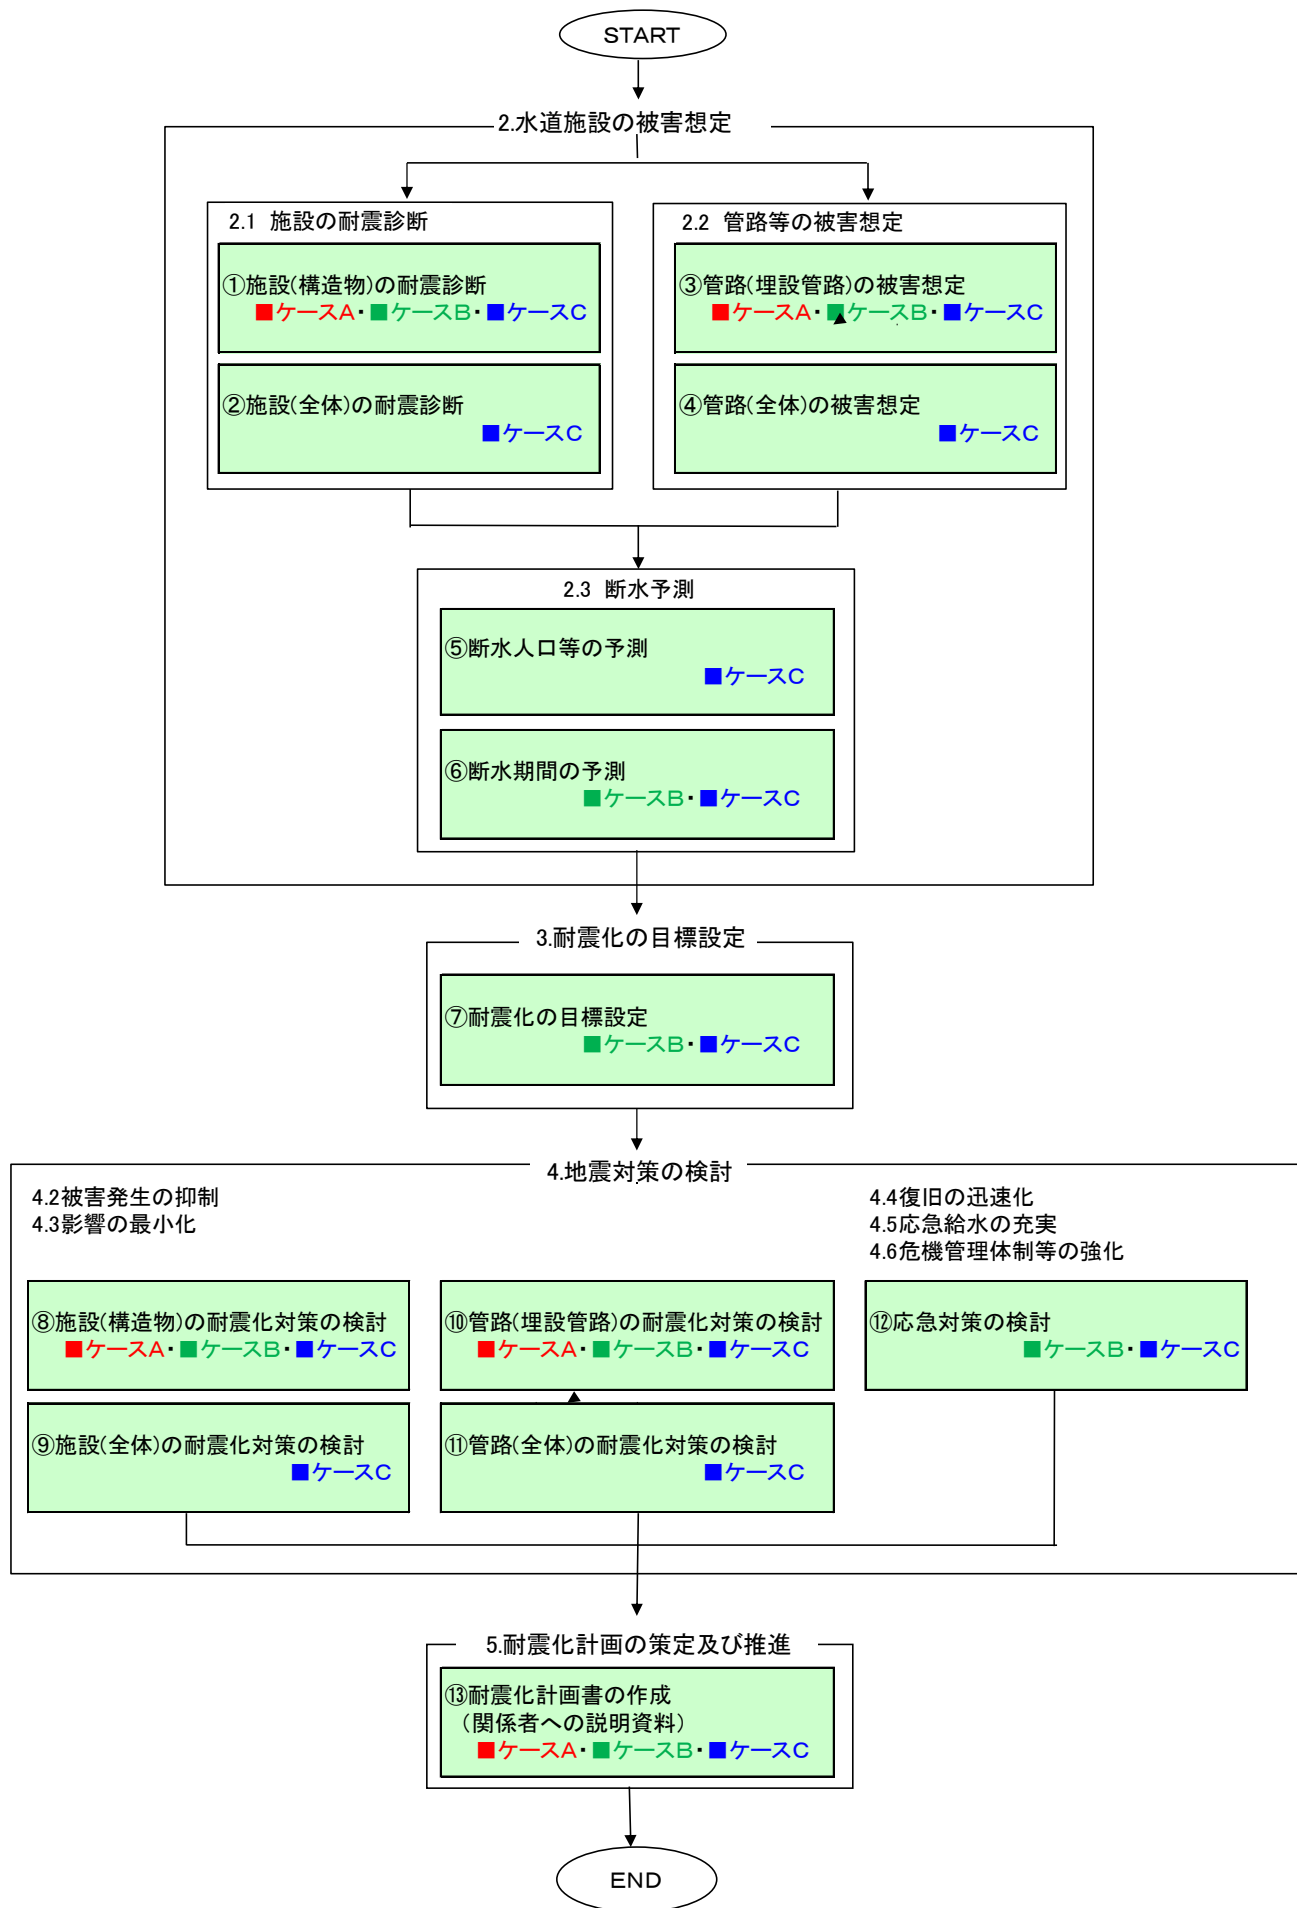 START
2.水道施設の被害想定
2.1 施設の耐震診断
①施設(構造物)の耐震診断
■ケースA・■ケースB・■ケースC
②施設(全体)の耐震診断
■ケースC
2.2 管路等の被害想定
③管路(埋設管路)の被害想定
■ケースA・■ケースB・■ケースC
④管路(全体)の被害想定
■ケースC
2.3 断水予測
⑤断水人口等の予測
■ケースC
⑥断水期間の予測
■ケースB・■ケースC
3.耐震化の目標設定
⑦耐震化の目標設定
■ケースB・■ケースC
4.地震対策の検討
4.2被害発生の抑制
4.3影響の最小化
⑧施設(構造物)の耐震化対策の検討
■ケースA・■ケースB・■ケースC
⑨施設(全体)の耐震化対策の検討
■ケースC
⑩管路(埋設管路)の耐震化対策の検討
■ケースA・■ケースB・■ケースC
⑪管路(全体)の耐震化対策の検討
■ケースC
4.4復旧の迅速化
4.5応急給水の充実
4.6危機管理体制等の強化
⑫応急対策の検討
■ケースB・■ケースC
5.耐震化計画の策定及び推進
⑬耐震化計画書の作成
（関係者への説明資料）
■ケースA・■ケースB・■ケースC
END